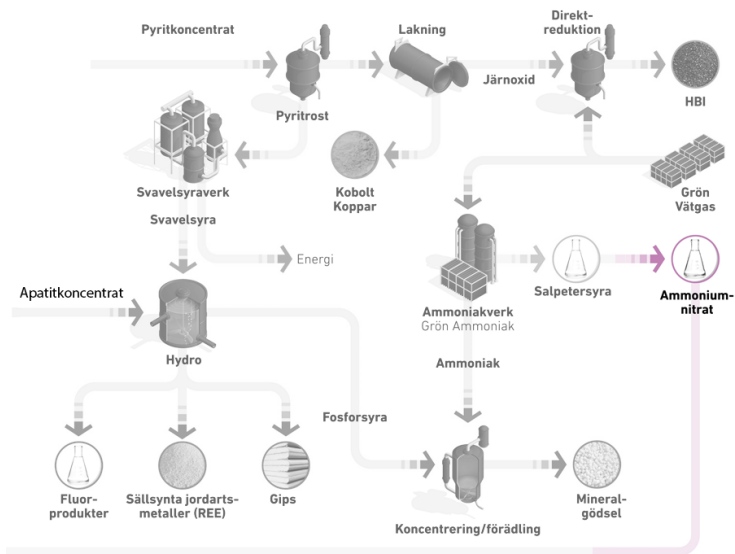 Pyritkoncentrat
Lakning
Direkt-
reduktion
Järnoxid
HBI
Pyritrost
Svavelsyraverk
Kobolt
Koppar
Grön
Vätgas
Svavelsyra
Energi
Salpetersyra
Ammonium-
nitrat
Apatitkoncentrat
Ammoniakverk
Grön Ammoniak
Hydro
Ammoniak
Fosforsyra
Fluor-
produkter
Sällsynta jordarts-
metaller (REE)
Gips
Mineral-
gödsel
Koncentrering/förädling